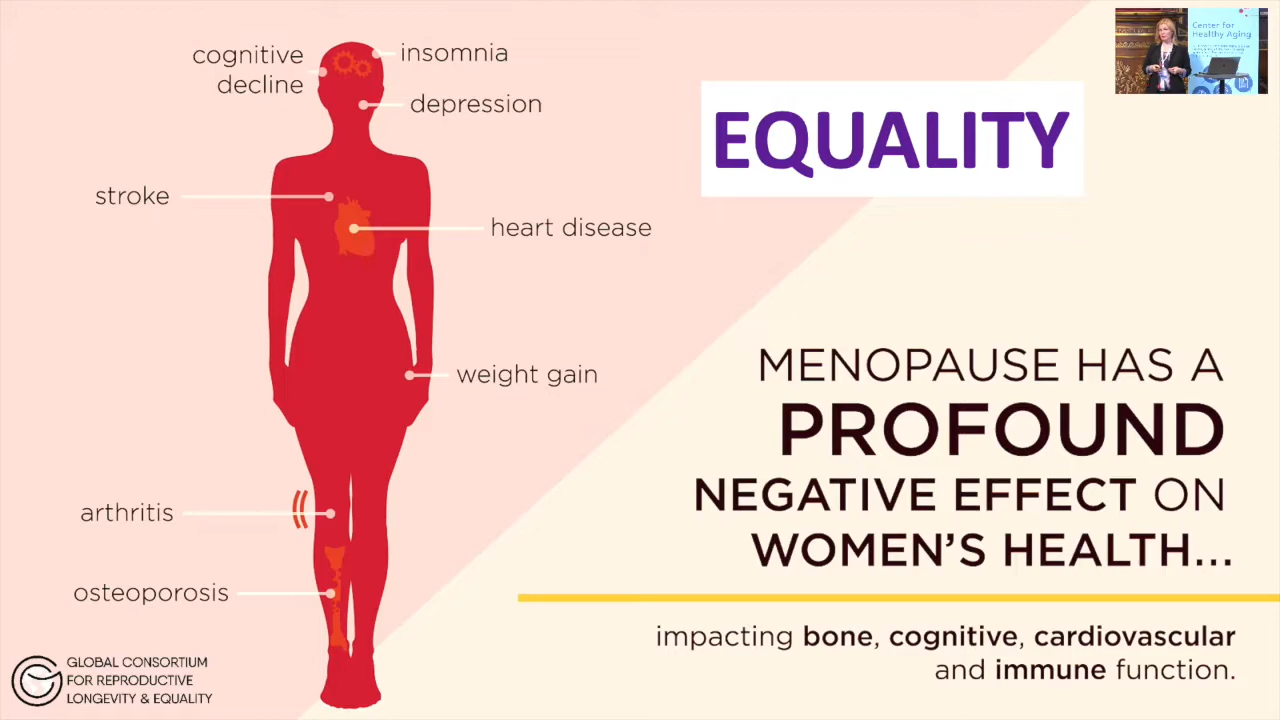 cognitive
decline
insomnia
depression
stroke
heart disease
weight gain
arthritis
osteoporosis
GLOBAL CONSORTIUM
FOR REPRODUCTIVE
LONGEVITY & EQUALITY
EQUALITY
MENOPAUSE HAS A
PROFOUND
NEGATIVE EFFECT ON
WOMEN'S HEALTH...
impacting bone, cognitive, cardiovascular
and immune function.
Center for
Healthy Aging